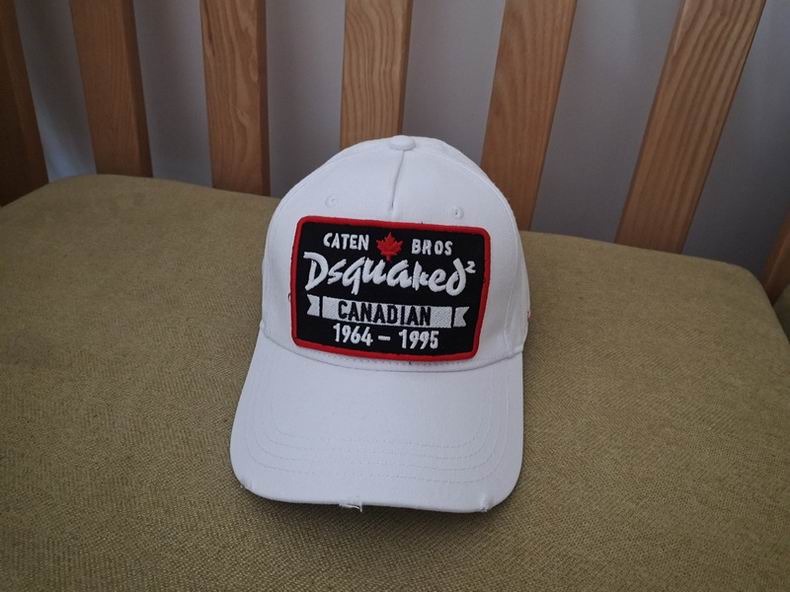 CATEN BROS
Dsquared²
CANADIAN
1964 - 1995